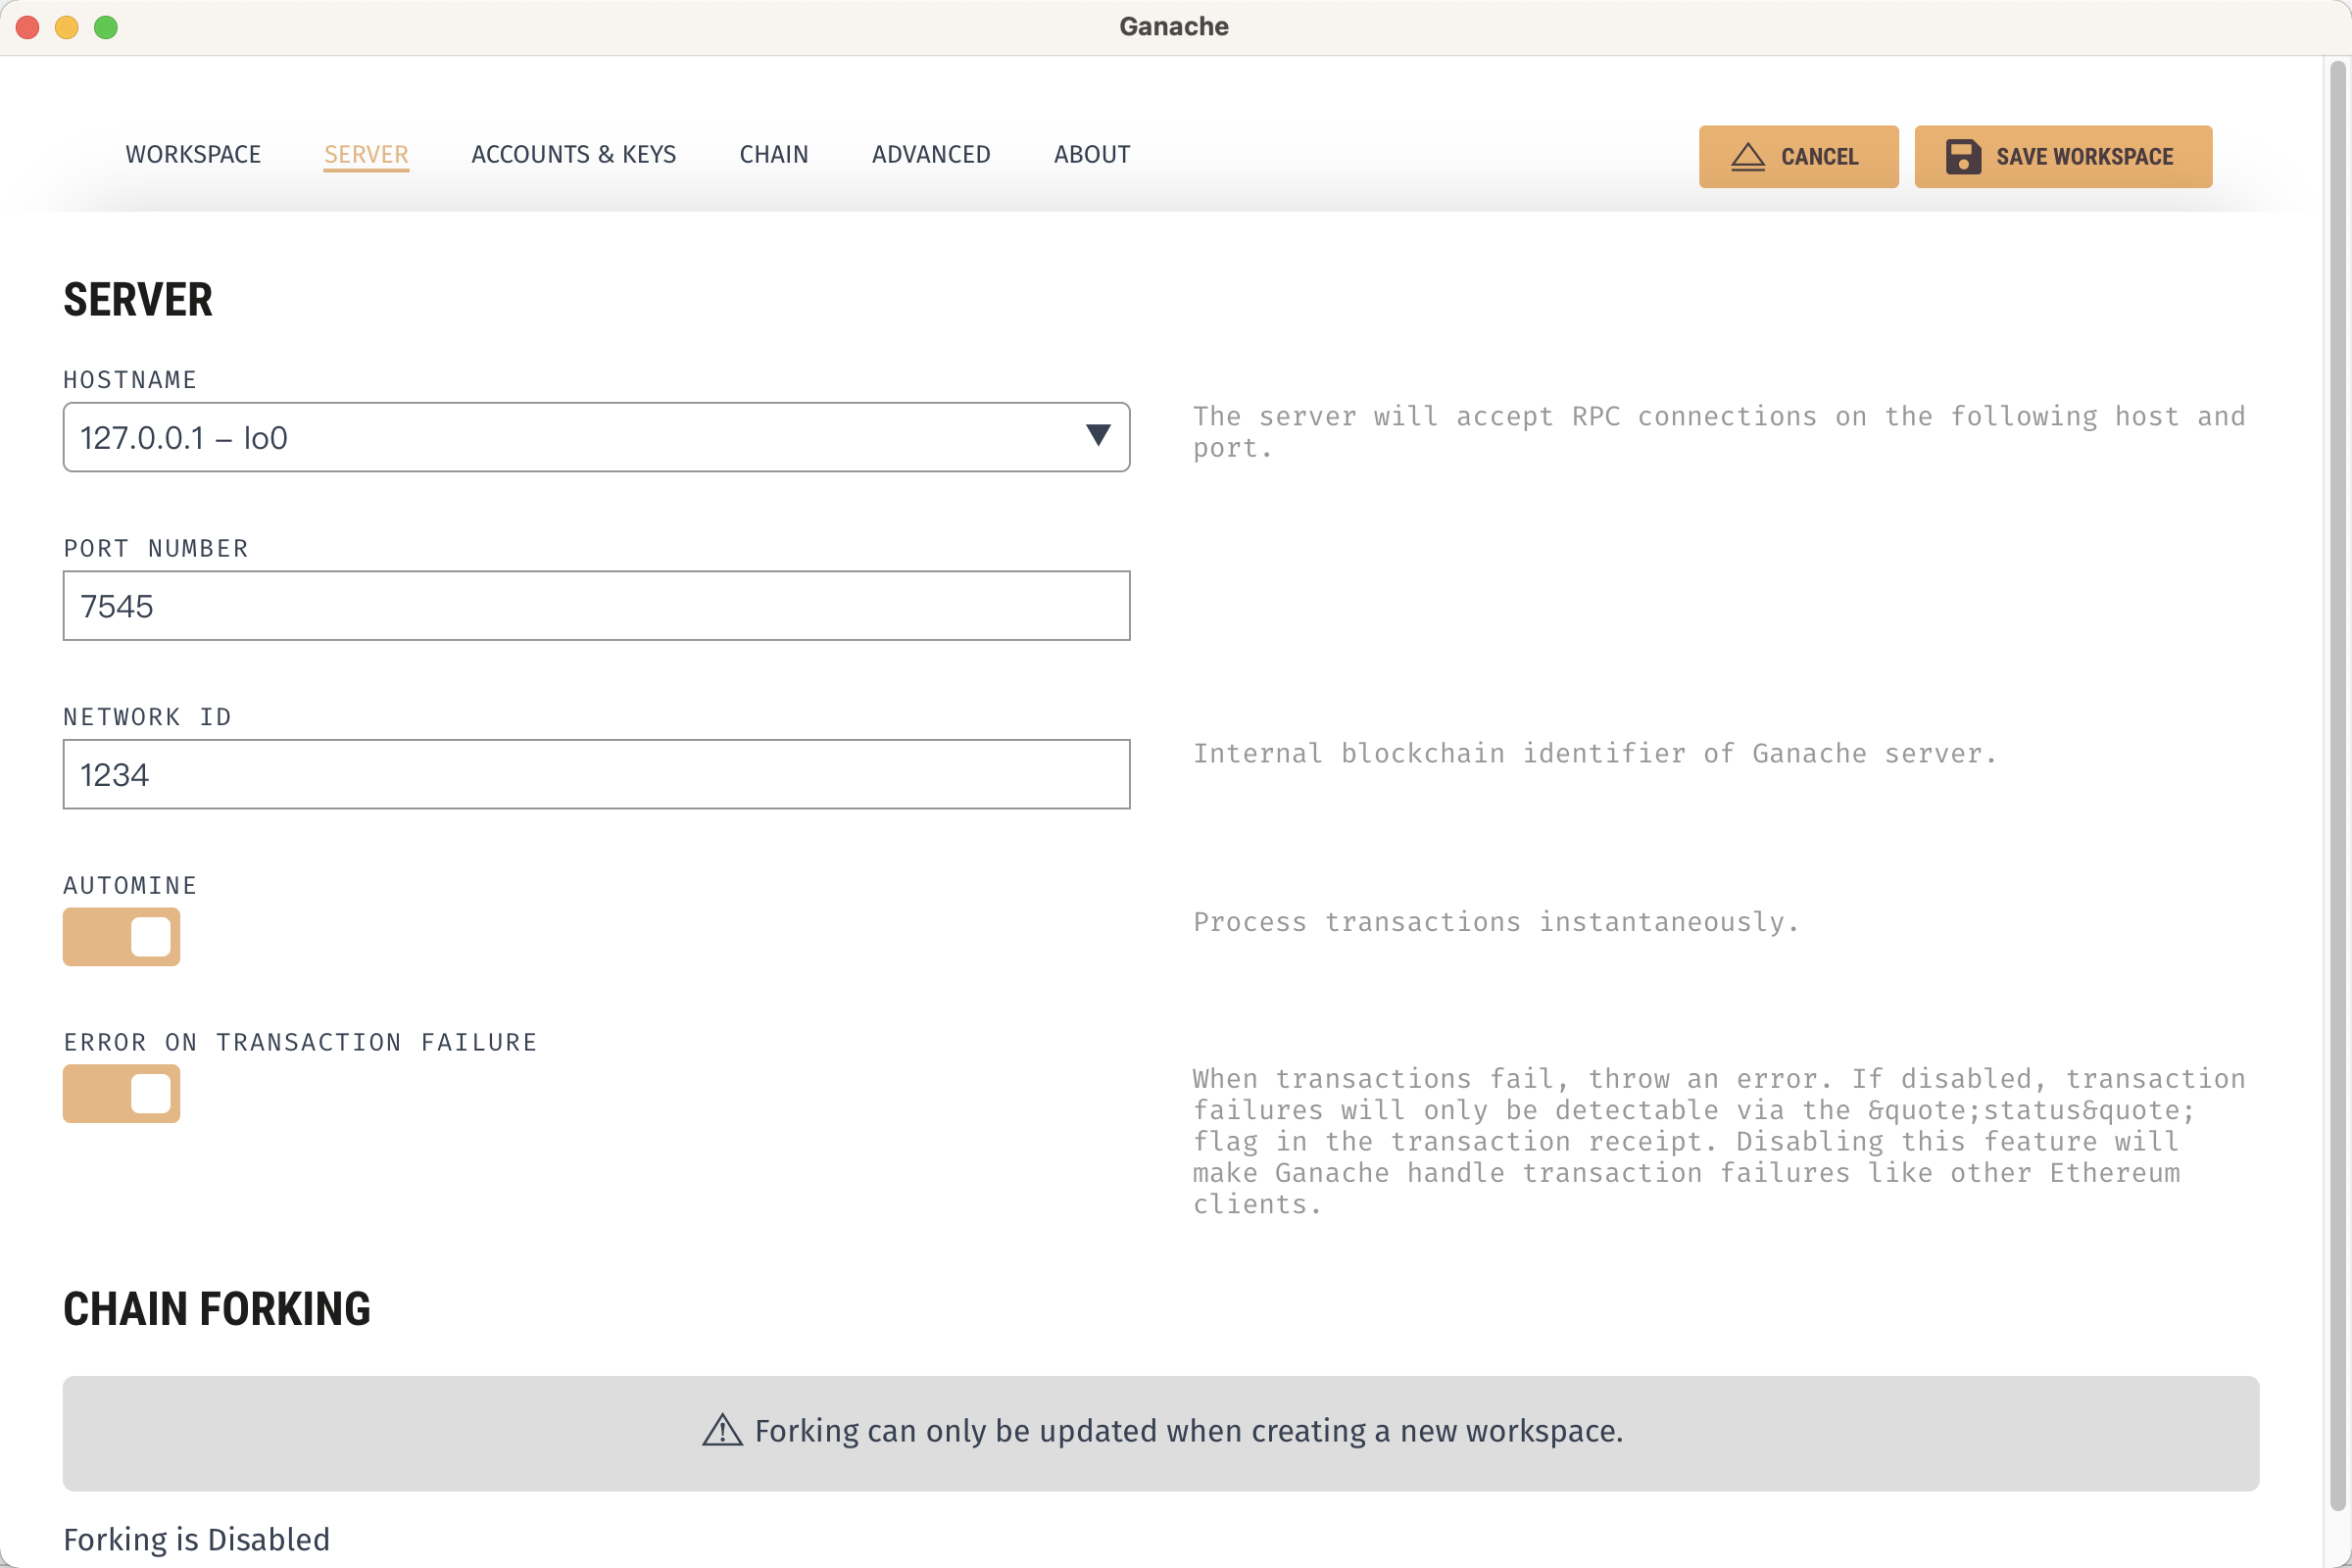 Ganache
WORKSPACE SERVER ACCOUNTS & KEYS CHAIN ADVANCED ABOUT CANCEL SAVE WORKSPACE
SERVER
HOSTNAME
127.0.0.1 – lo0
The server will accept RPC connections on the following host and
port.
PORT NUMBER
7545
NETWORK ID
1234
Internal blockchain identifier of Ganache server.
AUTOMINE
Process transactions instantaneously.
ERROR ON TRANSACTION FAILURE
When transactions fail, throw an error. If disabled, transaction
failures will only be detectable via the &quote;status&quote;
flag in the transaction receipt. Disabling this feature will
make Ganache handle transaction failures like other Ethereum
clients.
CHAIN FORKING
Forking can only be updated when creating a new workspace.
Forking is Disabled